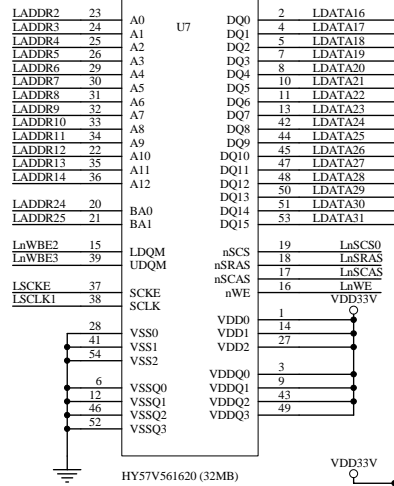 LADDR2 23 A0 U7 DQ0 2 LDATA16
LADDR3 24 A1 DQ1 4 LDATA17
LADDR4 25 A2 DQ2 5 LDATA18
LADDR5 26 A3 DQ3 7 LDATA19
LADDR6 29 A4 DQ4 8 LDATA20
LADDR7 30 A5 DQ5 10 LDATA21
LADDR8 31 A6 DQ6 11 LDATA22
LADDR9 32 A7 DQ7 13 LDATA23
LADDR10 33 A8 DQ8 42 LDATA24
LADDR11 34 A9 DQ9 44 LDATA25
LADDR12 22 A10 DQ10 45 LDATA26
LADDR13 35 A11 DQ11 47 LDATA27
LADDR14 36 A12 DQ12 48 LDATA28
DQ13 50 LDATA29
LADDR24 20 BA0 DQ14 51 LDATA30
LADDR25 21 BA1 DQ15 53 LDATA31
LnWBE2 15 LDQM nSCS 19 LnSCS0
LnWBE3 39 UDQM nSRAS 18 LnSRAS
nSCAS 17 LnSCAS
LSCKE 37 SCKE nWE 16 LnWE
LSCLK1 38 SCLK VDD33V
28 VSS0 VDD0 1
41 VSS1 VDD1 14
54 VSS2 VDD2 27
6 VSSQ0 VDDQ0 3
12 VSSQ1 VDDQ1 9
46 VSSQ2 VDDQ2 43
52 VSSQ3 VDDQ3 49
HY57V561620 (32MB) VDD33V